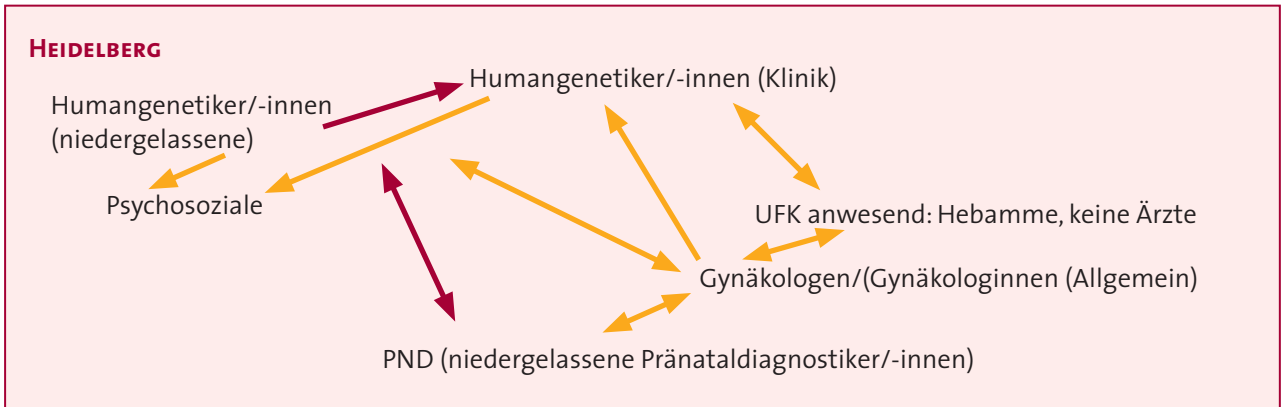 HEIDELBERG
Humangenetiker/-innen (Klinik)
Humangenetiker/-innen
(niedergelassene)
Psychosoziale
UFK anwesend: Hebamme, keine Ärzte
Gynäkologen/(Gynäkologinnen (Allgemein)
PND (niedergelassene Pränataldiagnostiker/-innen)